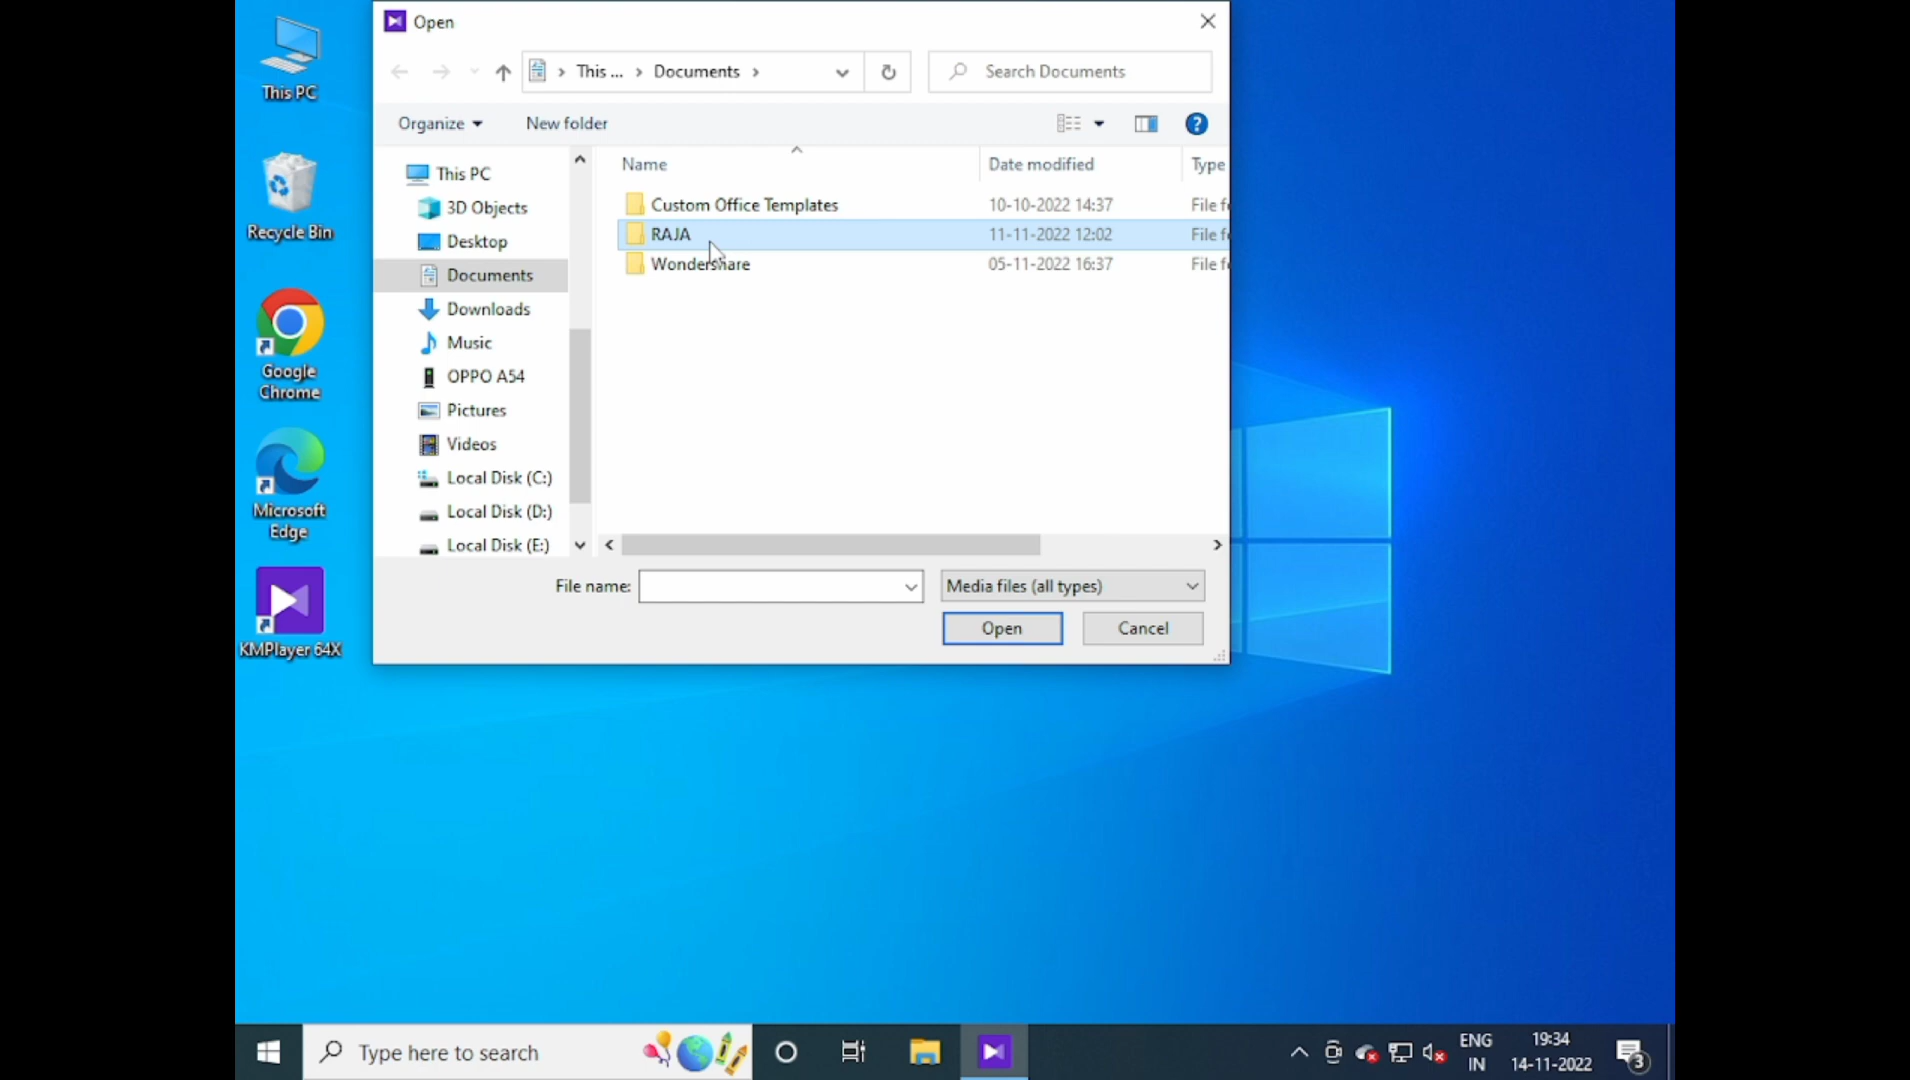 Open
This PC
This ...
Documents
Search Documents
Organize
New folder
?
Name
Date modified
Type
This PC
3D Objects
Desktop
Documents
Downloads
Music
OPPO A54
Pictures
Videos
Local Disk (C:)
Local Disk (D:)
Local Disk (E:)
Custom Office Templates
10-10-2022 14:37
File f
RAJA
11-11-2022 12:02
File f
Wondershare
05-11-2022 16:37
File f
File name:
Media files (all types)
Open
Cancel
Recycle Bin
Google
Chrome
Microsoft
Edge
KMPlayer 64X
Type here to search
ENG
IN
19:34
14-11-2022
3